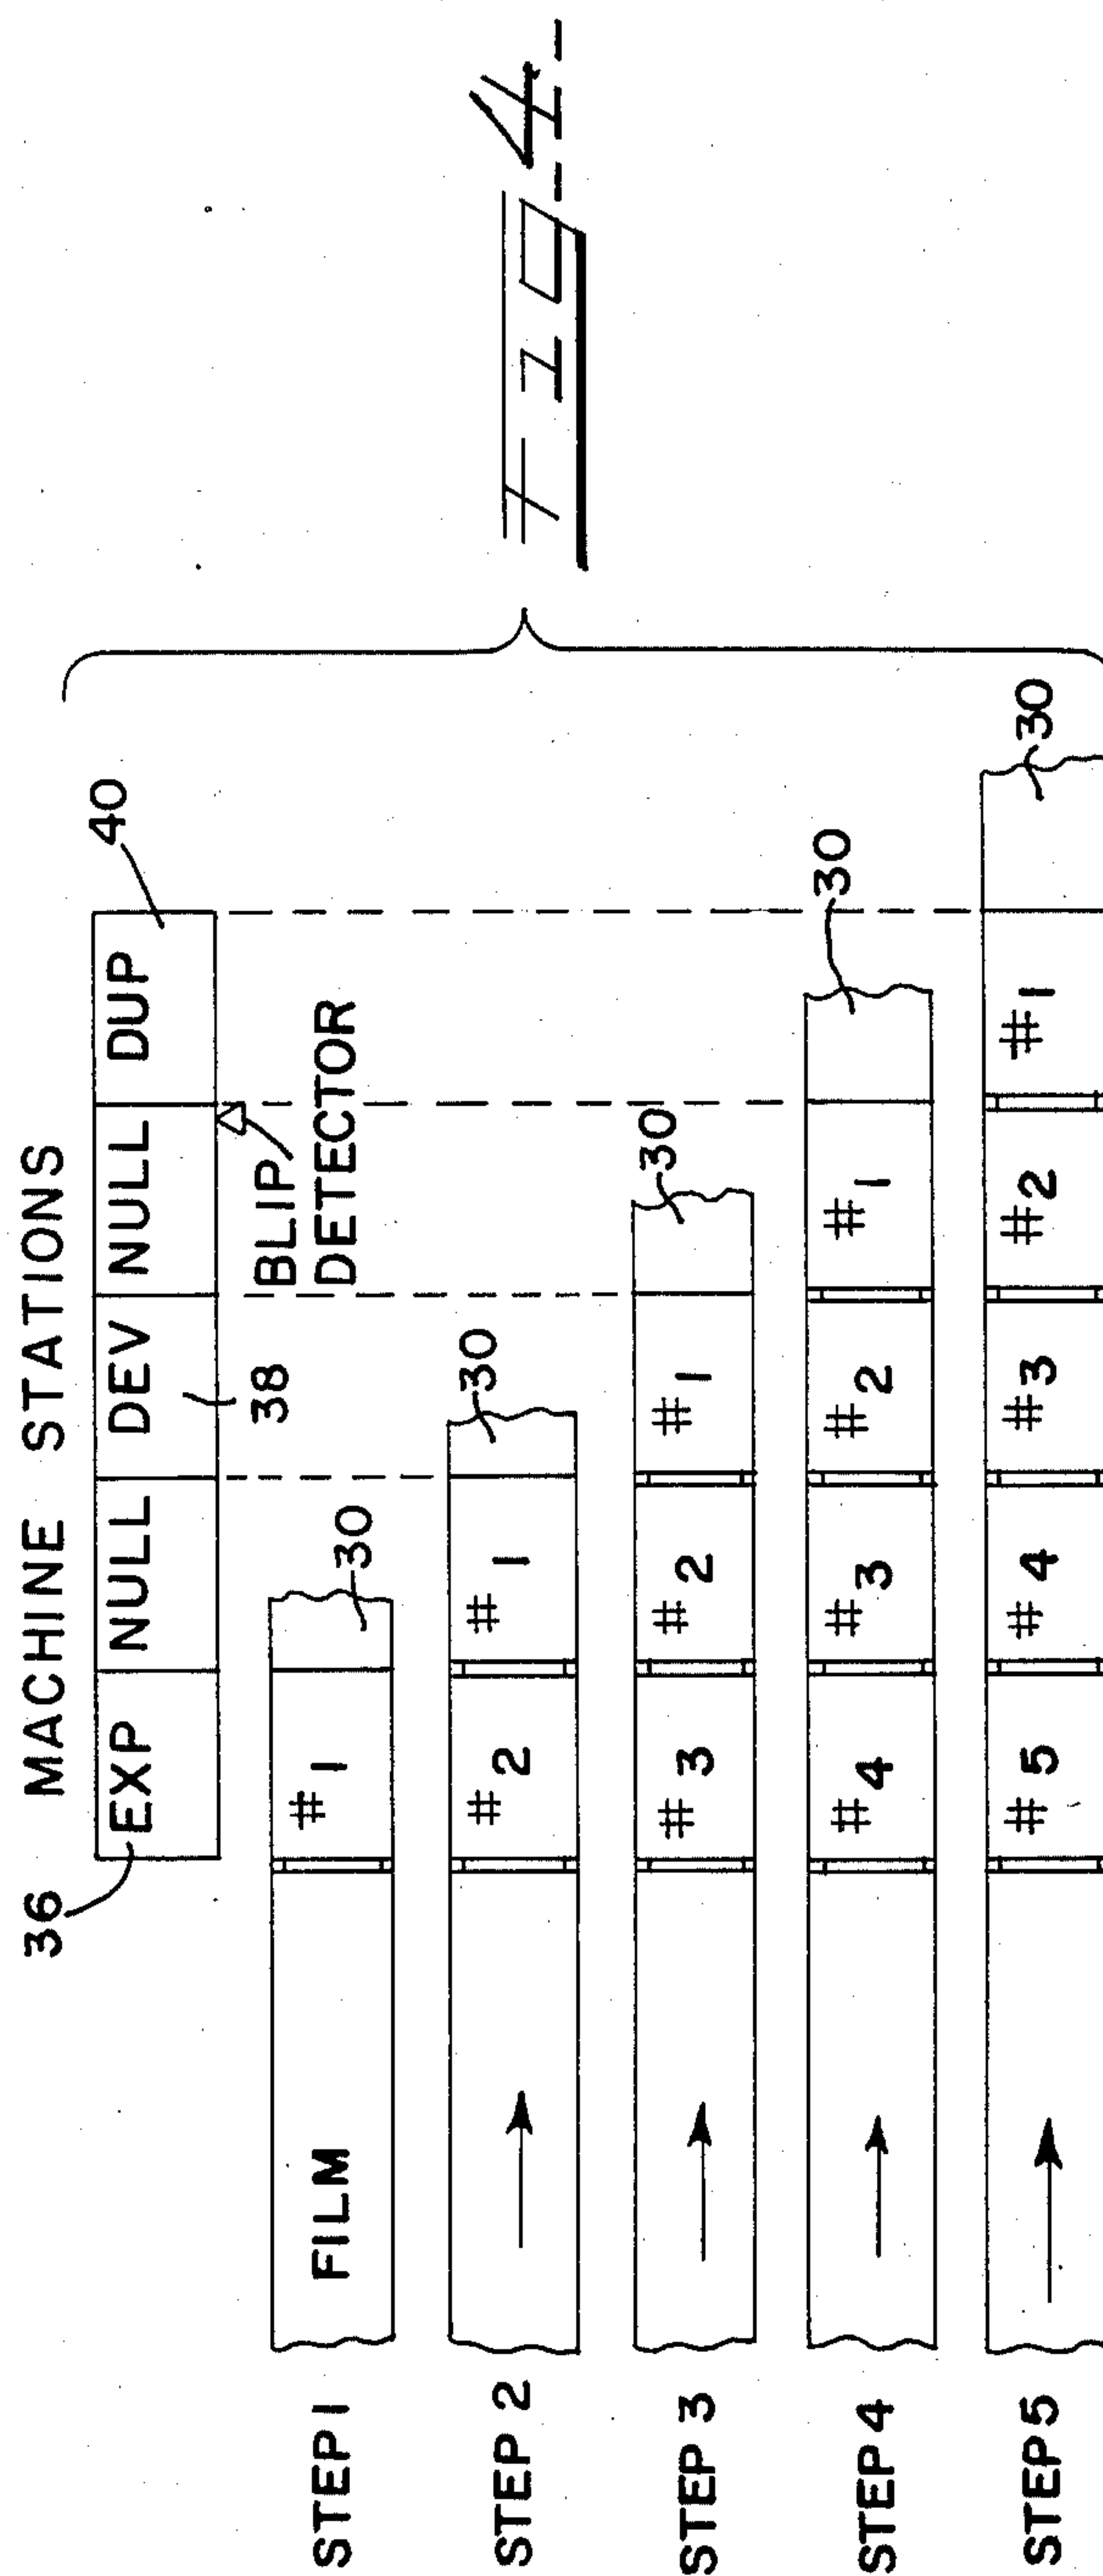 36 MACHINE STATIONS
EXP NULL DEV NULL DUP
40
38
BLIP
DETECTOR
STEP 1 FILM #1 30
STEP 2 #2 #1 30
STEP 3 #3 #2 #1 30
STEP 4 #4 #3 #2 #1 30
STEP 5 #5 #4 #3 #2 #1 30
Fig-4-